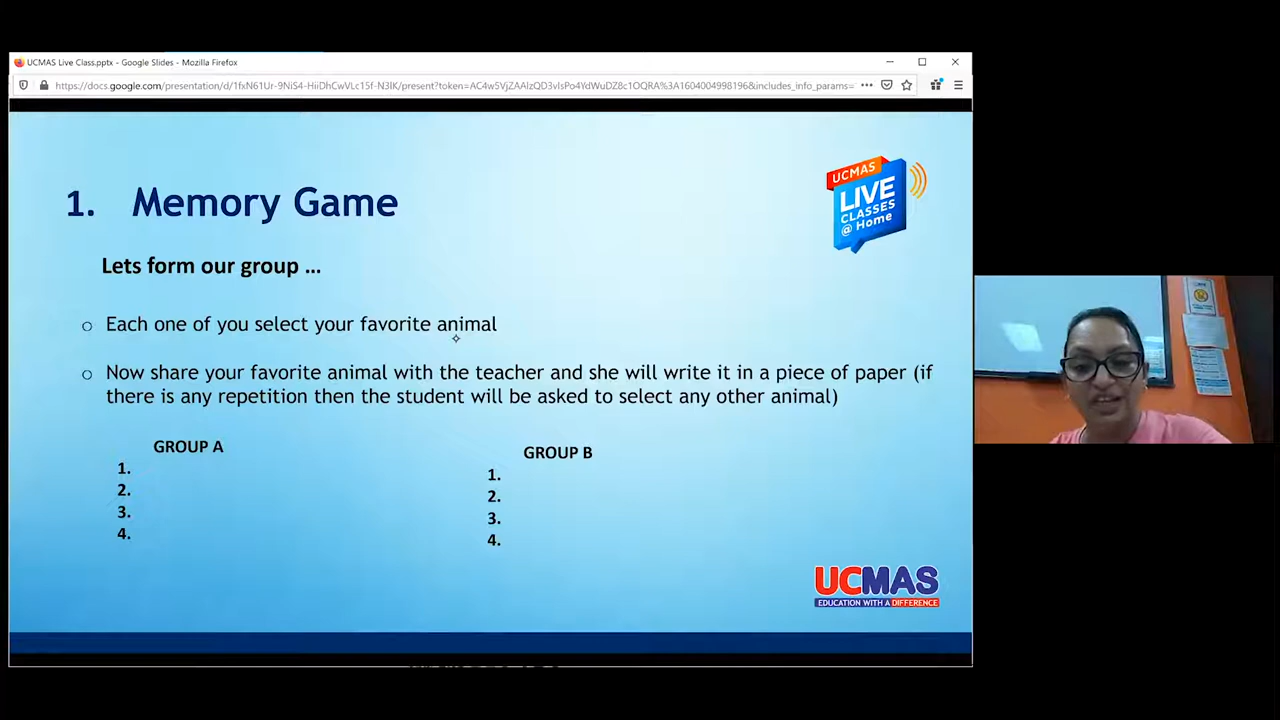 UCMAS Live Class.pptx - Google Slides - Mozilla Firefox
1. Memory Game
UCMAS
LIVE
CLASSES
@ Home
Lets form our group ...
Each one of you select your favorite animal
Now share your favorite animal with the teacher and she will write it in a piece of paper (if
there is any repetition then the student will be asked to select any other animal)
GROUP A
1.
2.
3.
4.
GROUP B
1.
2.
3.
4.
UCMAS
EDUCATION WITH A DIFFERENCE